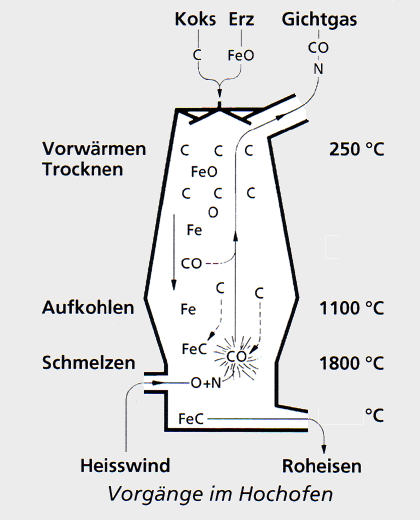 Koks Erz Gichtgas
C FeO CO
N
Vorwärmen C C C 250 °C
Trocknen FeO
C C C
O
Fe
CO
C C
Aufkohlen Fe 1100 °C
FeC CO
Schmelzen 1800 °C
O+N
FeC °C
Heisswind Roheisen
Vorgänge im Hochofen